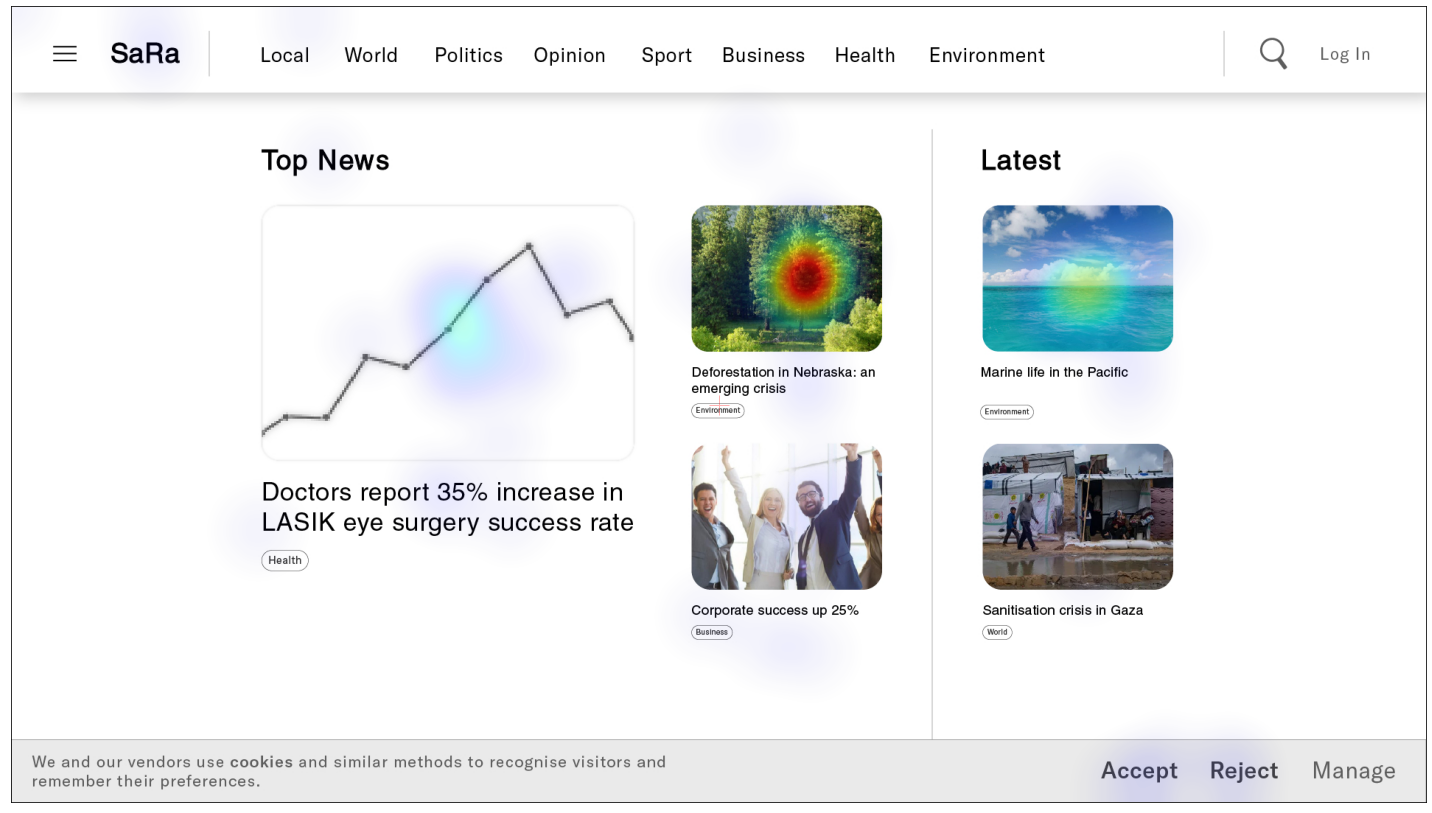 SaRa
Local World Politics Opinion Sport Business Health Environment
Log In
Top News
Doctors report 35% increase in
LASIK eye surgery success rate
Health
Deforestation in Nebraska: an
emerging crisis
Environment
Corporate success up 25%
Business
Latest
Marine life in the Pacific
Environment
Sanitisation crisis in Gaza
World
We and our vendors use cookies and similar methods to recognise visitors and
remember their preferences.
Accept Reject Manage